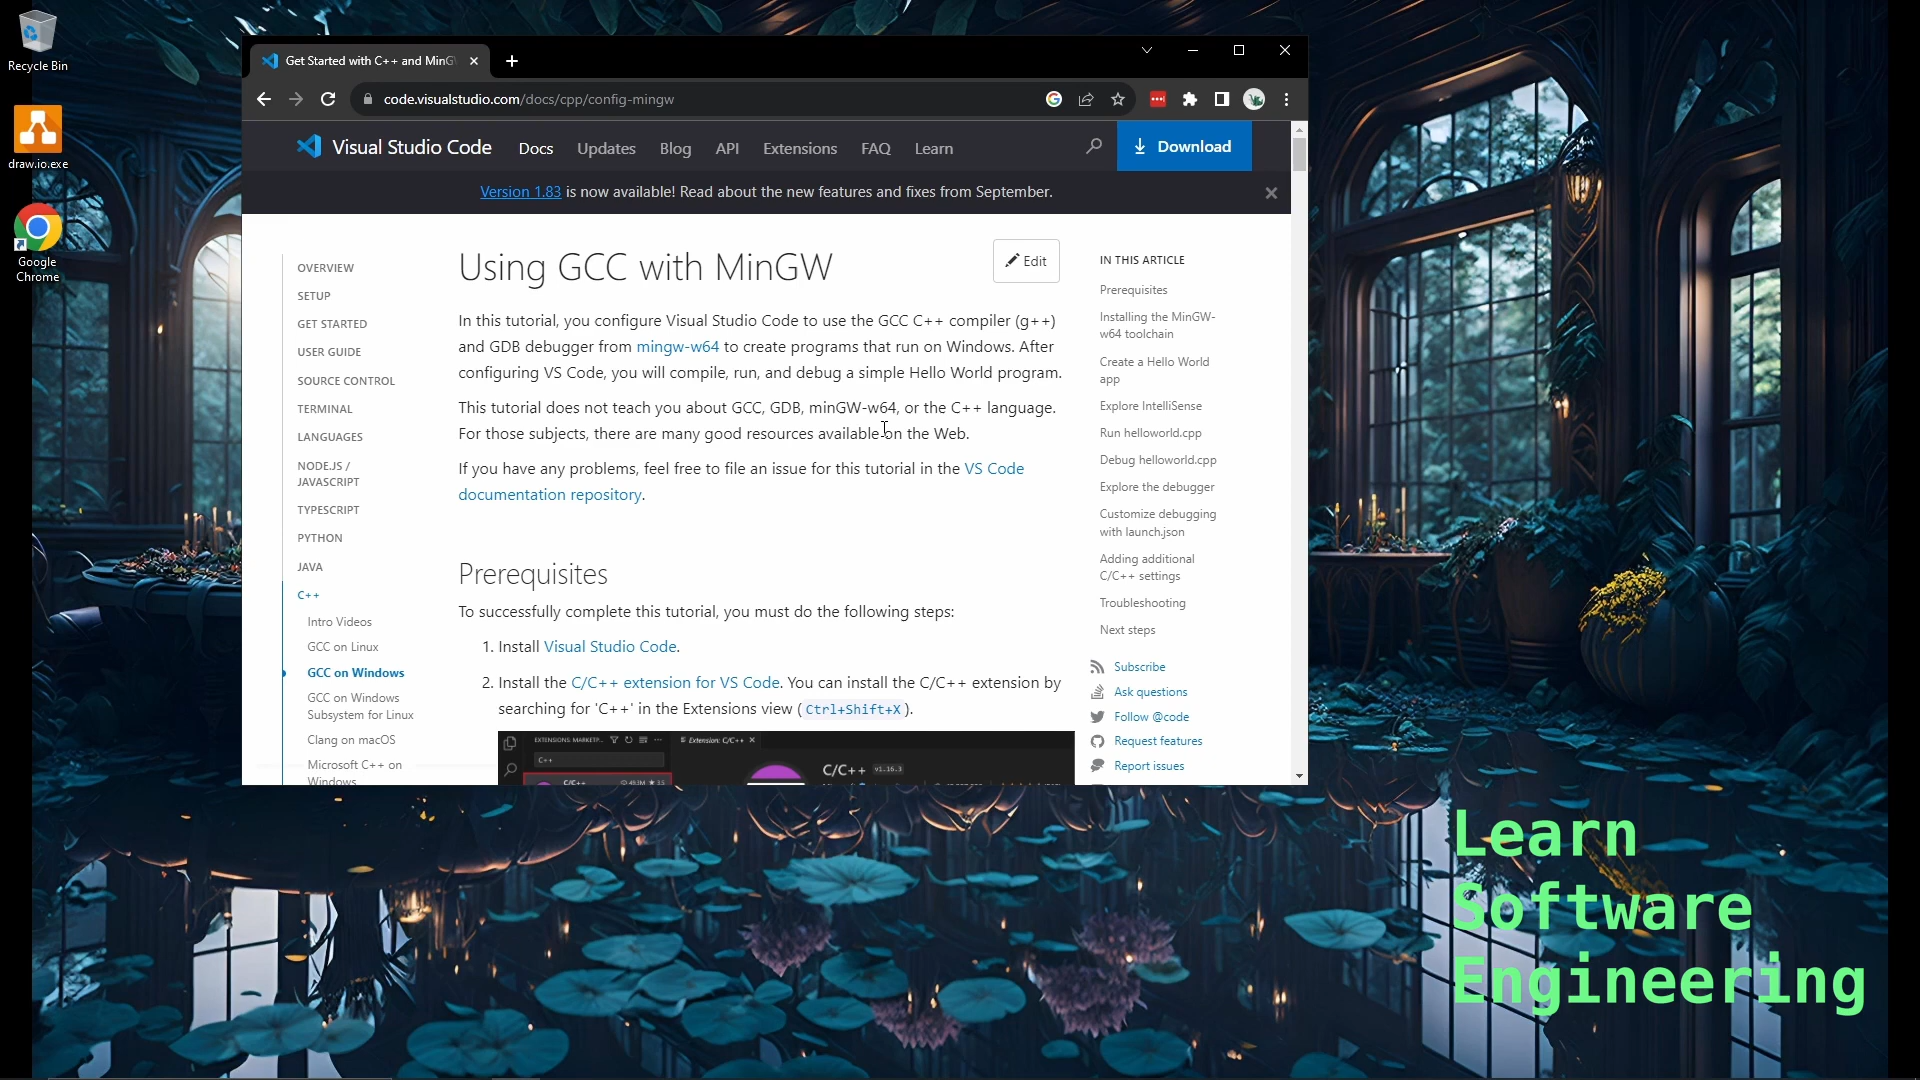 Recycle Bin
draw.io.exe
Google
Chrome
Get Started with C++ and MinG
code.visualstudio.com/docs/cpp/config-mingw
Visual Studio Code
Docs
Updates
Blog
API
Extensions
FAQ
Learn
Download
Version 1.83 is now available! Read about the new features and fixes from September.
OVERVIEW
SETUP
GET STARTED
USER GUIDE
SOURCE CONTROL
TERMINAL
LANGUAGES
NODE.JS /
JAVASCRIPT
TYPESCRIPT
PYTHON
JAVA
C++
Intro Videos
GCC on Linux
GCC on Windows
GCC on Windows
Subsystem for Linux
Clang on macOS
Microsoft C++ on
Windows
Using GCC with MinGW
Edit
In this tutorial, you configure Visual Studio Code to use the GCC C++ compiler (g++)
and GDB debugger from mingw-w64 to create programs that run on Windows. After
configuring VS Code, you will compile, run, and debug a simple Hello World program.
This tutorial does not teach you about GCC, GDB, minGW-w64, or the C++ language.
For those subjects, there are many good resources available on the Web.
If you have any problems, feel free to file an issue for this tutorial in the VS Code
documentation repository.
Prerequisites
To successfully complete this tutorial, you must do the following steps:
1. Install Visual Studio Code.
2. Install the C/C++ extension for VS Code. You can install the C/C++ extension by
searching for 'C++' in the Extensions view (Ctrl+Shift+X).
EXTENSIONS: MARKETP...
Extension: C/C++
C++
C/C++
C/C++ v1.16.3
IN THIS ARTICLE
Prerequisites
Installing the MinGW-
w64 toolchain
Create a Hello World
app
Explore IntelliSense
Run helloworld.cpp
Debug helloworld.cpp
Explore the debugger
Customize debugging
with launch.json
Adding additional
C/C++ settings
Troubleshooting
Next steps
Subscribe
Ask questions
Follow @code
Request features
Report issues
Learn
Software
Engineering